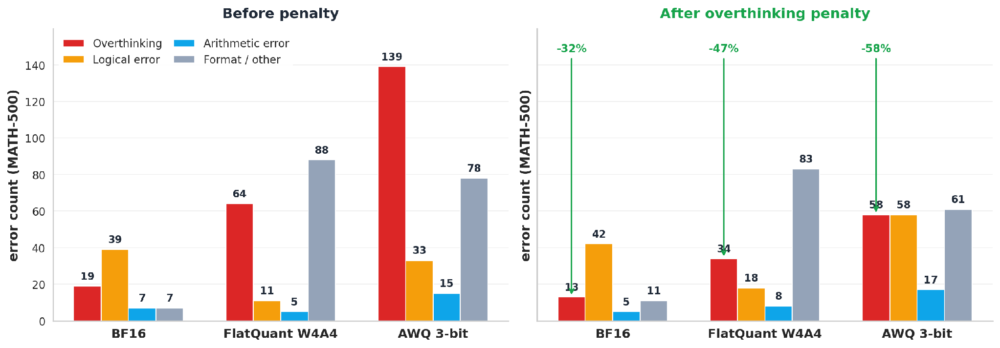 Before penalty
Overthinking
Logical error
Arithmetic error
Format / other
error count (MATH-500)
140
120
100
80
60
40
20
0
19
39
7
7
64
11
5
88
139
33
15
78
BF16
FlatQuant W4A4
AWQ 3-bit
After overthinking penalty
error count (MATH-500)
-32%
-47%
-58%
13
42
5
11
34
18
8
83
58
58
17
61
BF16
FlatQuant W4A4
AWQ 3-bit